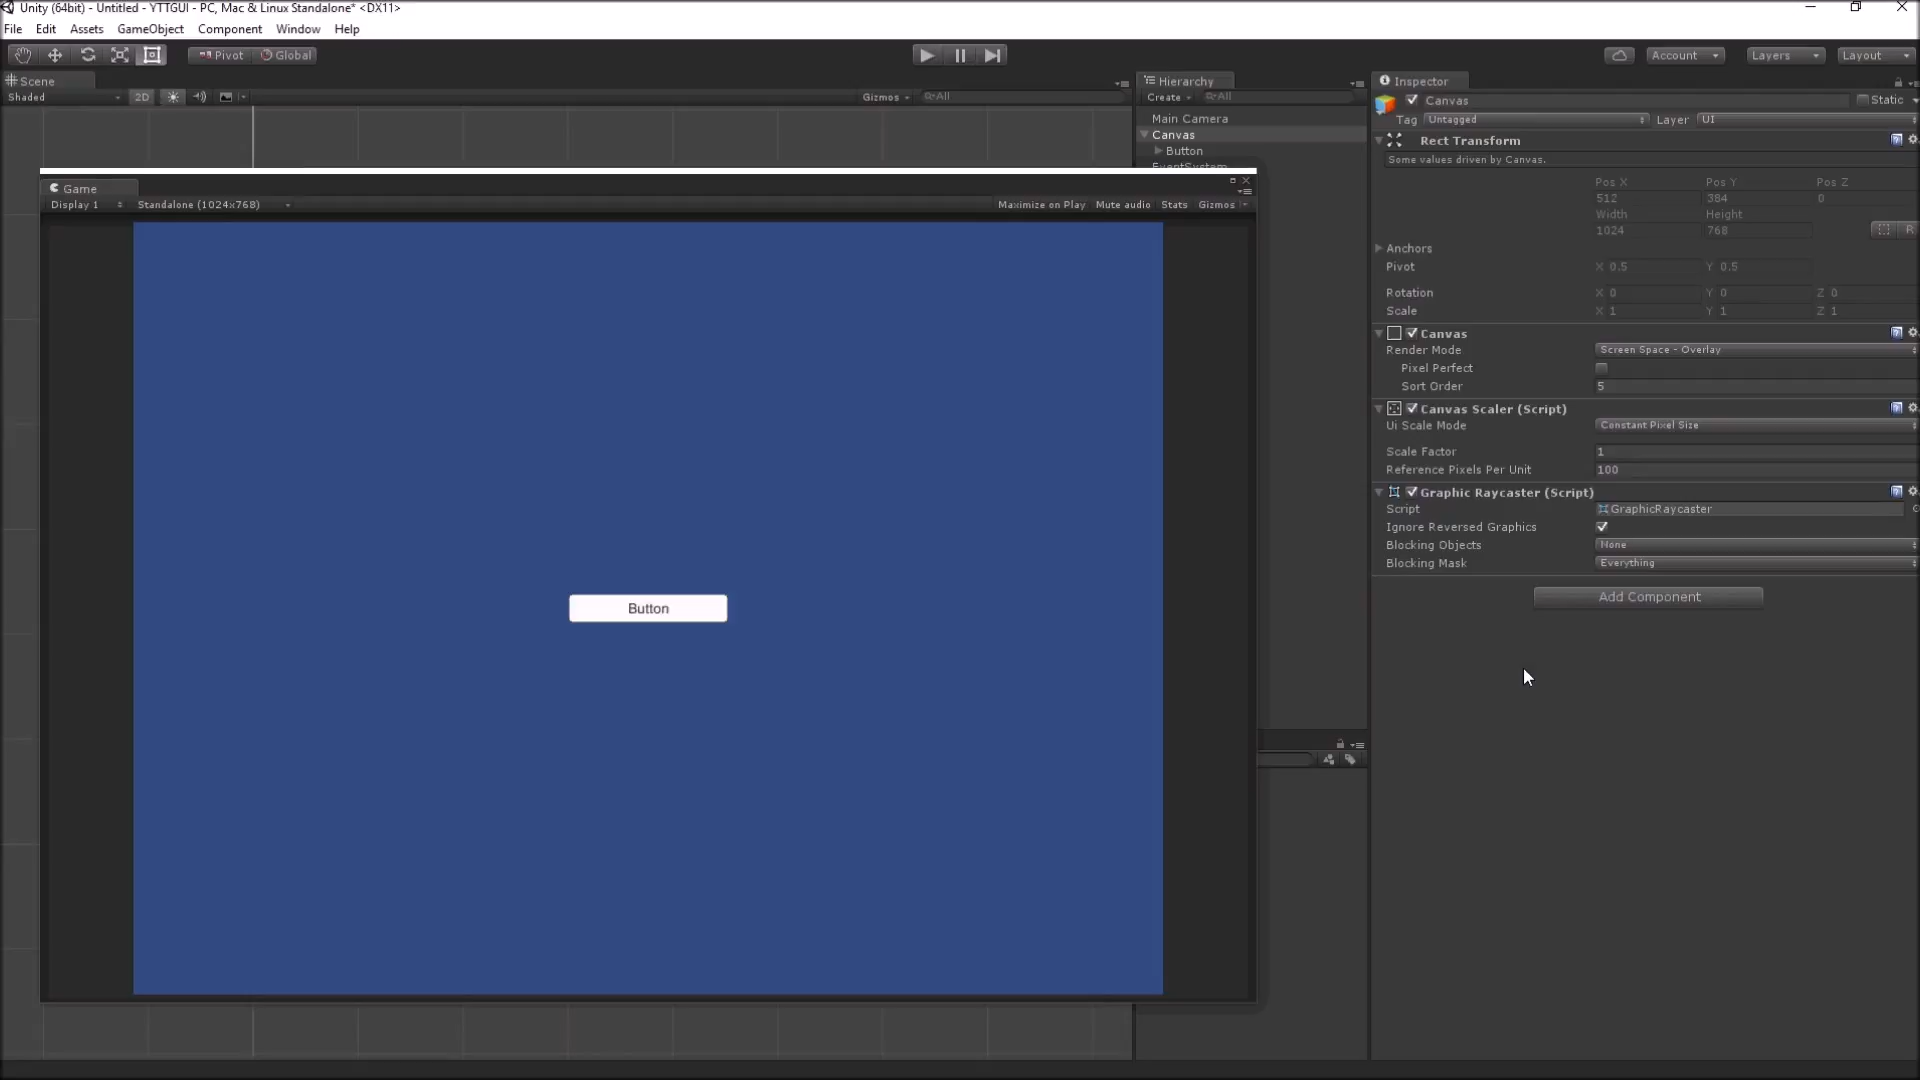 Unity (64bit) - Untitled - YTTGUI - PC, Mac & Linux Standalone* <DX11>
File Edit Assets GameObject Component Window Help
Pivot Global Account Layers Layout
Scene
Shaded 2D Gizmos All
Hierarchy
Create All
Main Camera
Canvas
Button
EventSystem
Game
Display 1 Standalone (1024x768) Maximize on Play Mute audio Stats Gizmos
Button
Inspector
Canvas Static
Tag Untagged Layer UI
Rect Transform
Some values driven by Canvas.
Pos X Pos Y Pos Z
512 384 0
Width Height
1024 768
R
Anchors
Pivot X 0.5 Y 0.5
Rotation X 0 Y 0 Z 0
Scale X 1 Y 1 Z 1
Canvas
Render Mode Screen Space - Overlay
Pixel Perfect
Sort Order 5
Canvas Scaler (Script)
Ui Scale Mode Constant Pixel Size
Scale Factor 1
Reference Pixels Per Unit 100
Graphic Raycaster (Script)
Script GraphicRaycaster
Ignore Reversed Graphics
Blocking Objects None
Blocking Mask Everything
Add Component